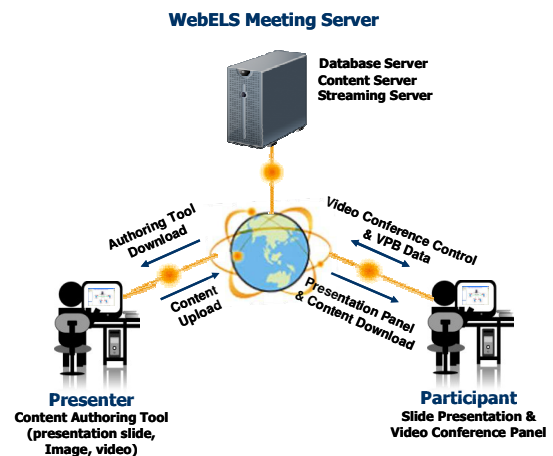 WebELS Meeting Server
Database Server
Content Server
Streaming Server
Authoring Tool
Download
Content
Upload
Video Conference Control
& VPB Data
Presentation Panel
& Content Download
Presenter
Content Authoring Tool
(presentation slide,
Image, video)
Participant
Slide Presentation &
Video Conference Panel